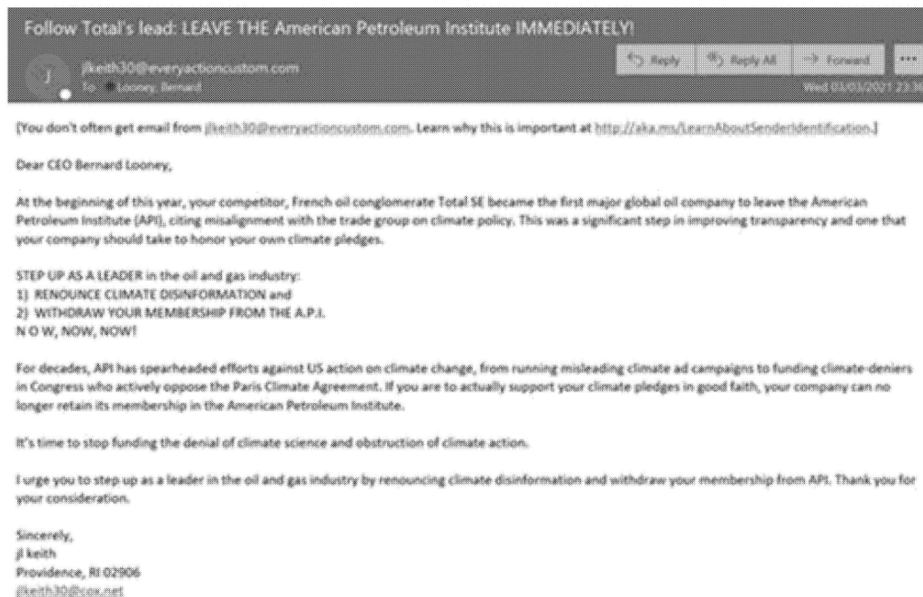 Follow Total's lead: LEAVE THE American Petroleum Institute IMMEDIATELY!
J
jlkeith30@everyactioncustom.com
To Looney, Bernard
Reply
Reply All
Forward
Wed 03/03/2021 23:36
[You don't often get email from jlkeith30@everyactioncustom.com. Learn why this is important at http://aka.ms/LearnAboutSenderIdentification.]
Dear CEO Bernard Looney,
At the beginning of this year, your competitor, French oil conglomerate Total SE became the first major global oil company to leave the American
Petroleum Institute (API), citing misalignment with the trade group on climate policy. This was a significant step in improving transparency and one that
your company should take to honor your own climate pledges.
STEP UP AS A LEADER in the oil and gas industry:
1) RENOUNCE CLIMATE DISINFORMATION and
2) WITHDRAW YOUR MEMBERSHIP FROM THE A.P.I.
N O W, NOW, NOW!
For decades, API has spearheaded efforts against US action on climate change, from running misleading climate ad campaigns to funding climate-deniers
in Congress who actively oppose the Paris Climate Agreement. If you are to actually support your climate pledges in good faith, your company can no
longer retain its membership in the American Petroleum Institute.
It's time to stop funding the denial of climate science and obstruction of climate action.
I urge you to step up as a leader in the oil and gas industry by renouncing climate disinformation and withdraw your membership from API. Thank you for
your consideration.
Sincerely,
jl keith
Providence, RI 02906
jlkeith30@cox.net